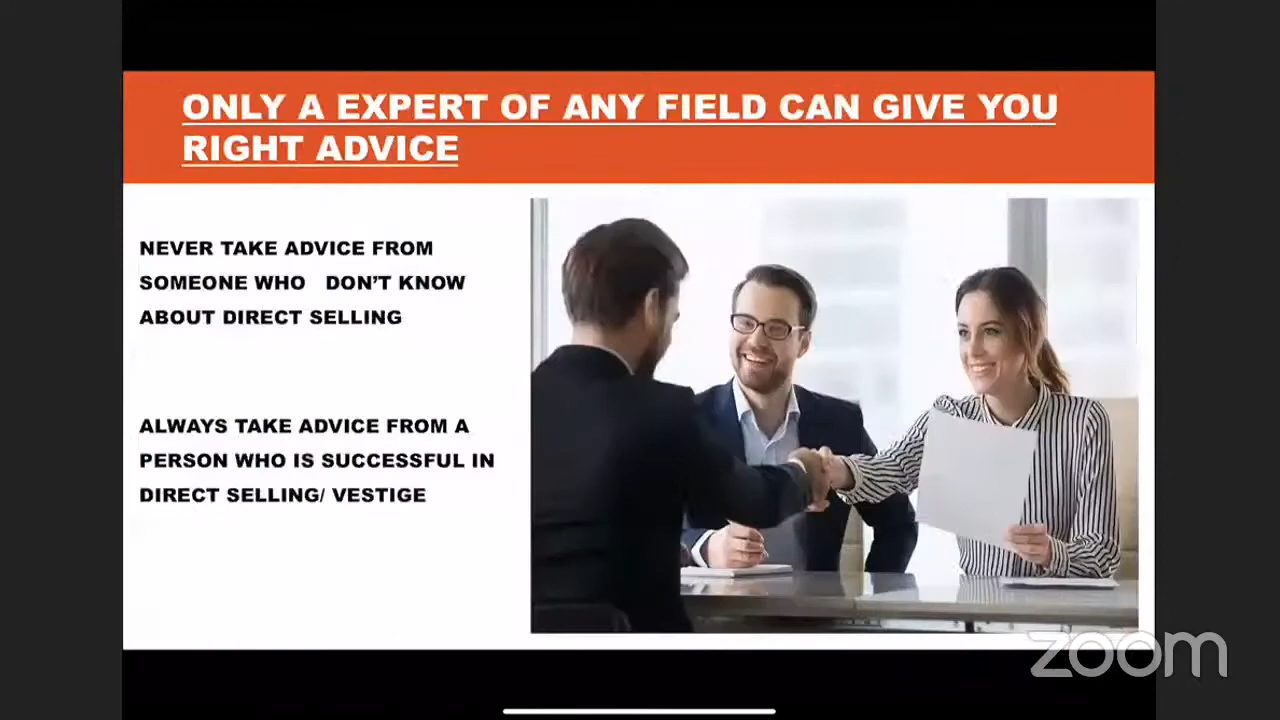 ONLY A EXPERT OF ANY FIELD CAN GIVE YOU
RIGHT ADVICE
NEVER TAKE ADVICE FROM
SOMEONE WHO DON'T KNOW
ABOUT DIRECT SELLING
ALWAYS TAKE ADVICE FROM A
PERSON WHO IS SUCCESSFUL IN
DIRECT SELLING/ VESTIGE
zoom